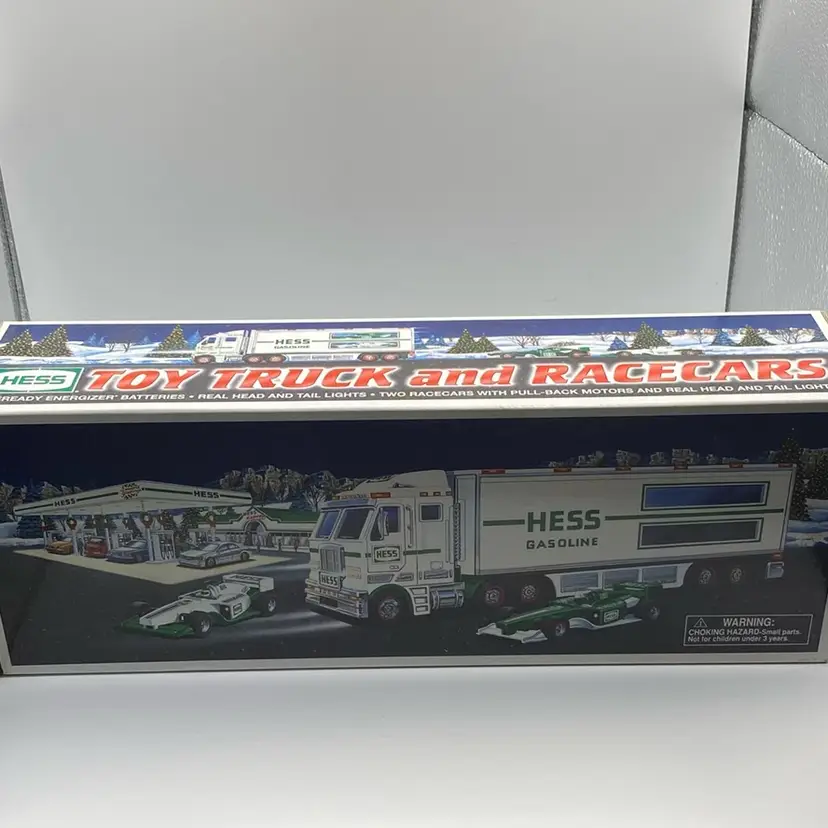 HESS
GASOLINE
HESS TOY TRUCK and RACECARS
READY ENERGIZER® BATTERIES • REAL HEAD AND TAIL LIGHTS • TWO RACECARS WITH PULL-BACK MOTORS AND REAL HEAD AND TAIL LIGHT
HESS
HESS
HESS
HESS
HESS
GASOLINE
WARNING:
CHOKING HAZARD-Small parts.
Not for children under 3 years.